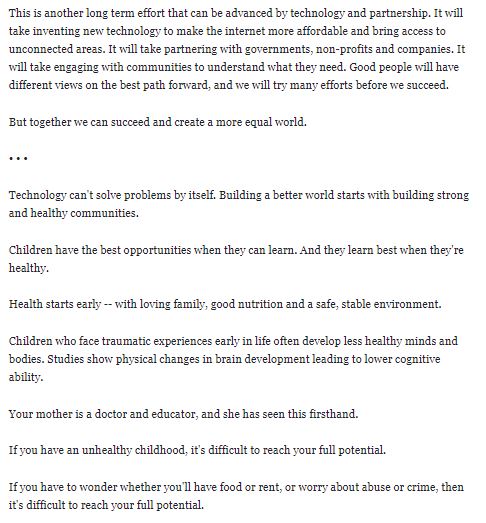 This is another long term effort that can be advanced by technology and partnership. It will
take inventing new technology to make the internet more affordable and bring access to
unconnected areas. It will take partnering with governments, non-profits and companies. It
will take engaging with communities to understand what they need. Good people will have
different views on the best path forward, and we will try many efforts before we succeed.
But together we can succeed and create a more equal world.
• • •
Technology can't solve problems by itself. Building a better world starts with building strong
and healthy communities.
Children have the best opportunities when they can learn. And they learn best when they're
healthy.
Health starts early -- with loving family, good nutrition and a safe, stable environment.
Children who face traumatic experiences early in life often develop less healthy minds and
bodies. Studies show physical changes in brain development leading to lower cognitive
ability.
Your mother is a doctor and educator, and she has seen this firsthand.
If you have an unhealthy childhood, it's difficult to reach your full potential.
If you have to wonder whether you'll have food or rent, or worry about abuse or crime, then
it's difficult to reach your full potential.